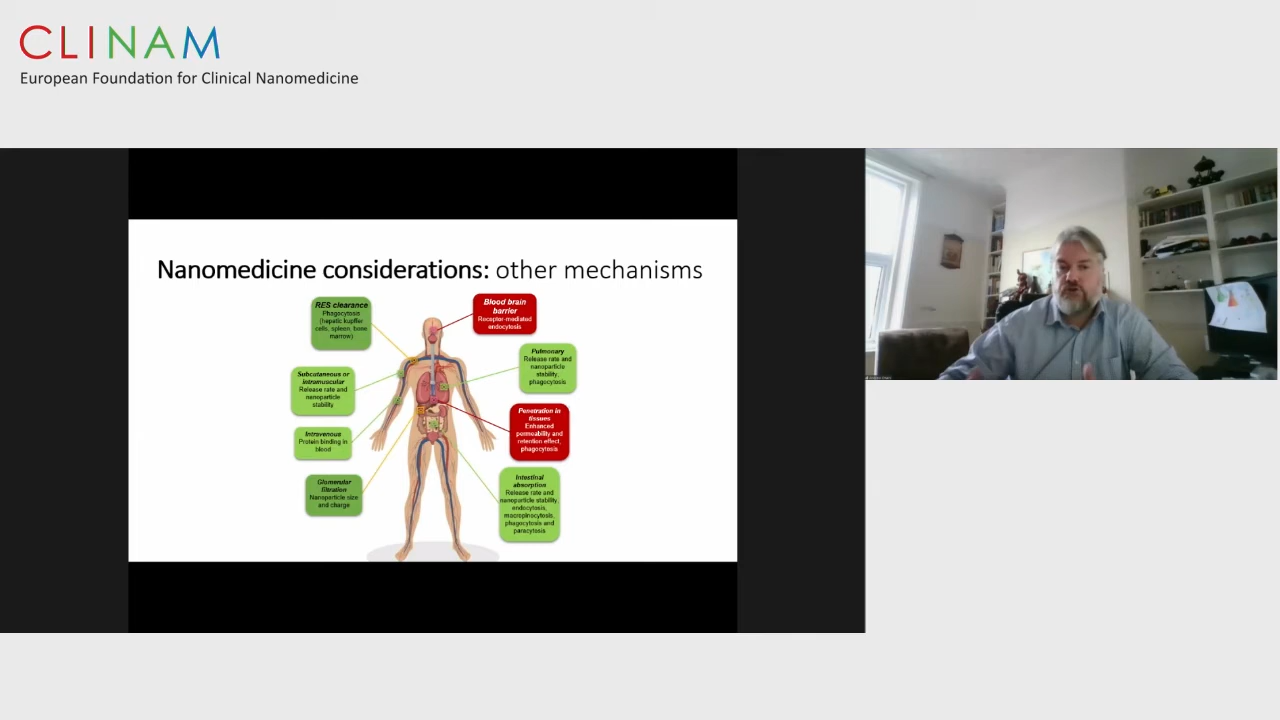 CLINAM
European Foundation for Clinical Nanomedicine
Nanomedicine considerations: other mechanisms
RES clearance
Phagocytosis
(hepatic kupffer
cells, spleen, bone
marrow)
Blood brain
barrier
Receptor-mediated
endocytosis
Subcutaneous or
intramuscular
Release rate and
nanoparticle
stability
Pulmonary
Release rate and
nanoparticle
stability,
phagocytosis
Intravenous
Protein binding in
blood
Penetration in
tissues
Enhanced
permeability and
retention effect,
phagocytosis
Glomerular
filtration
Nanoparticle size
and charge
Intestinal
absorption
Release rate and
nanoparticle stability,
endocytosis,
macropinocytosis,
phagocytosis and
paracytosis